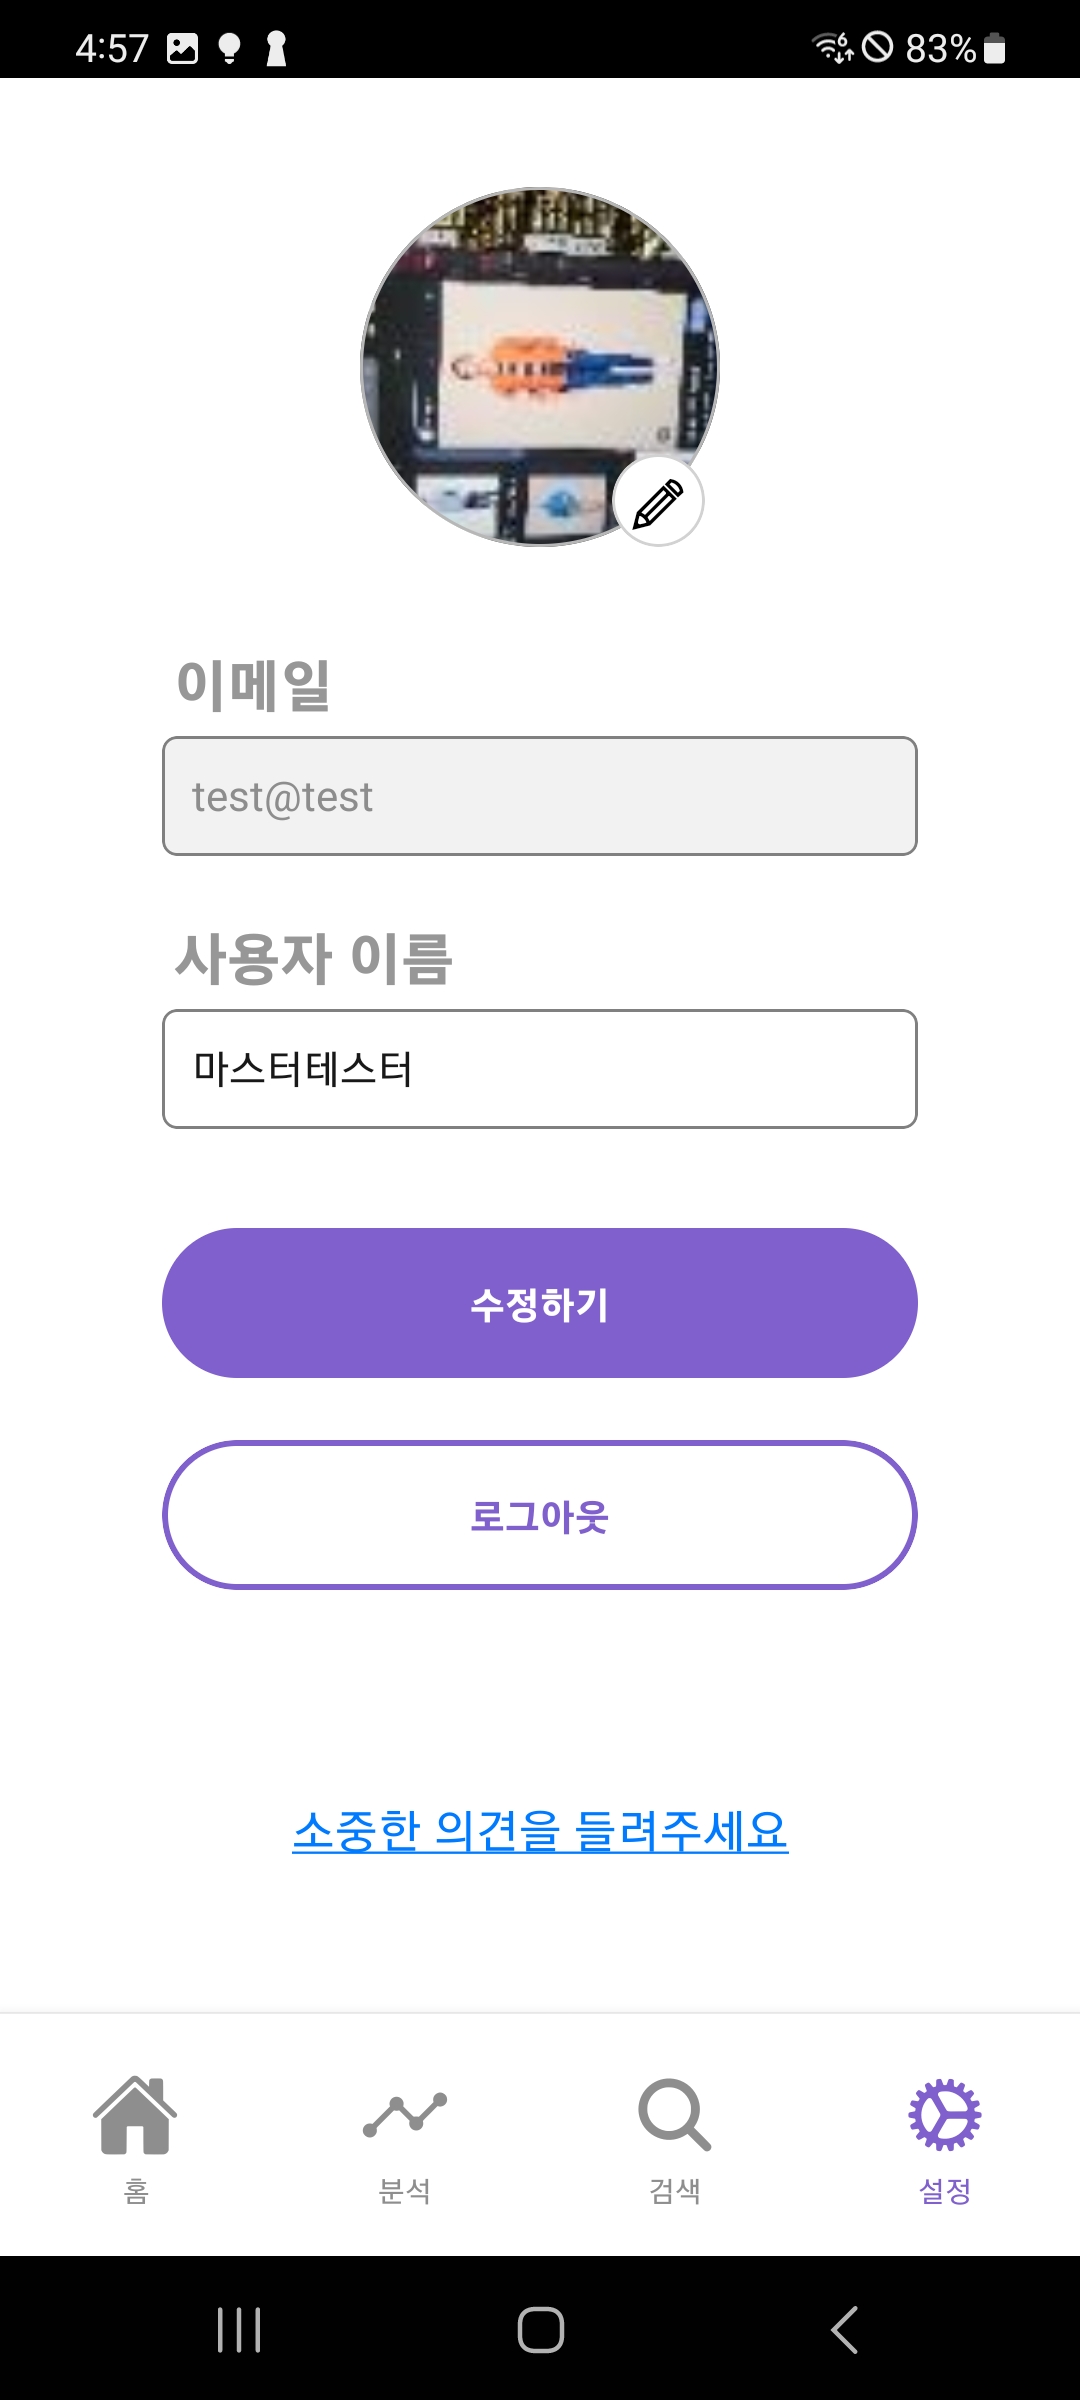 4:57 83%
이메일
test@test
사용자 이름
마스터테스터
수정하기
로그아웃
소중한 의견을 들려주세요
홈 분석 검색 설정